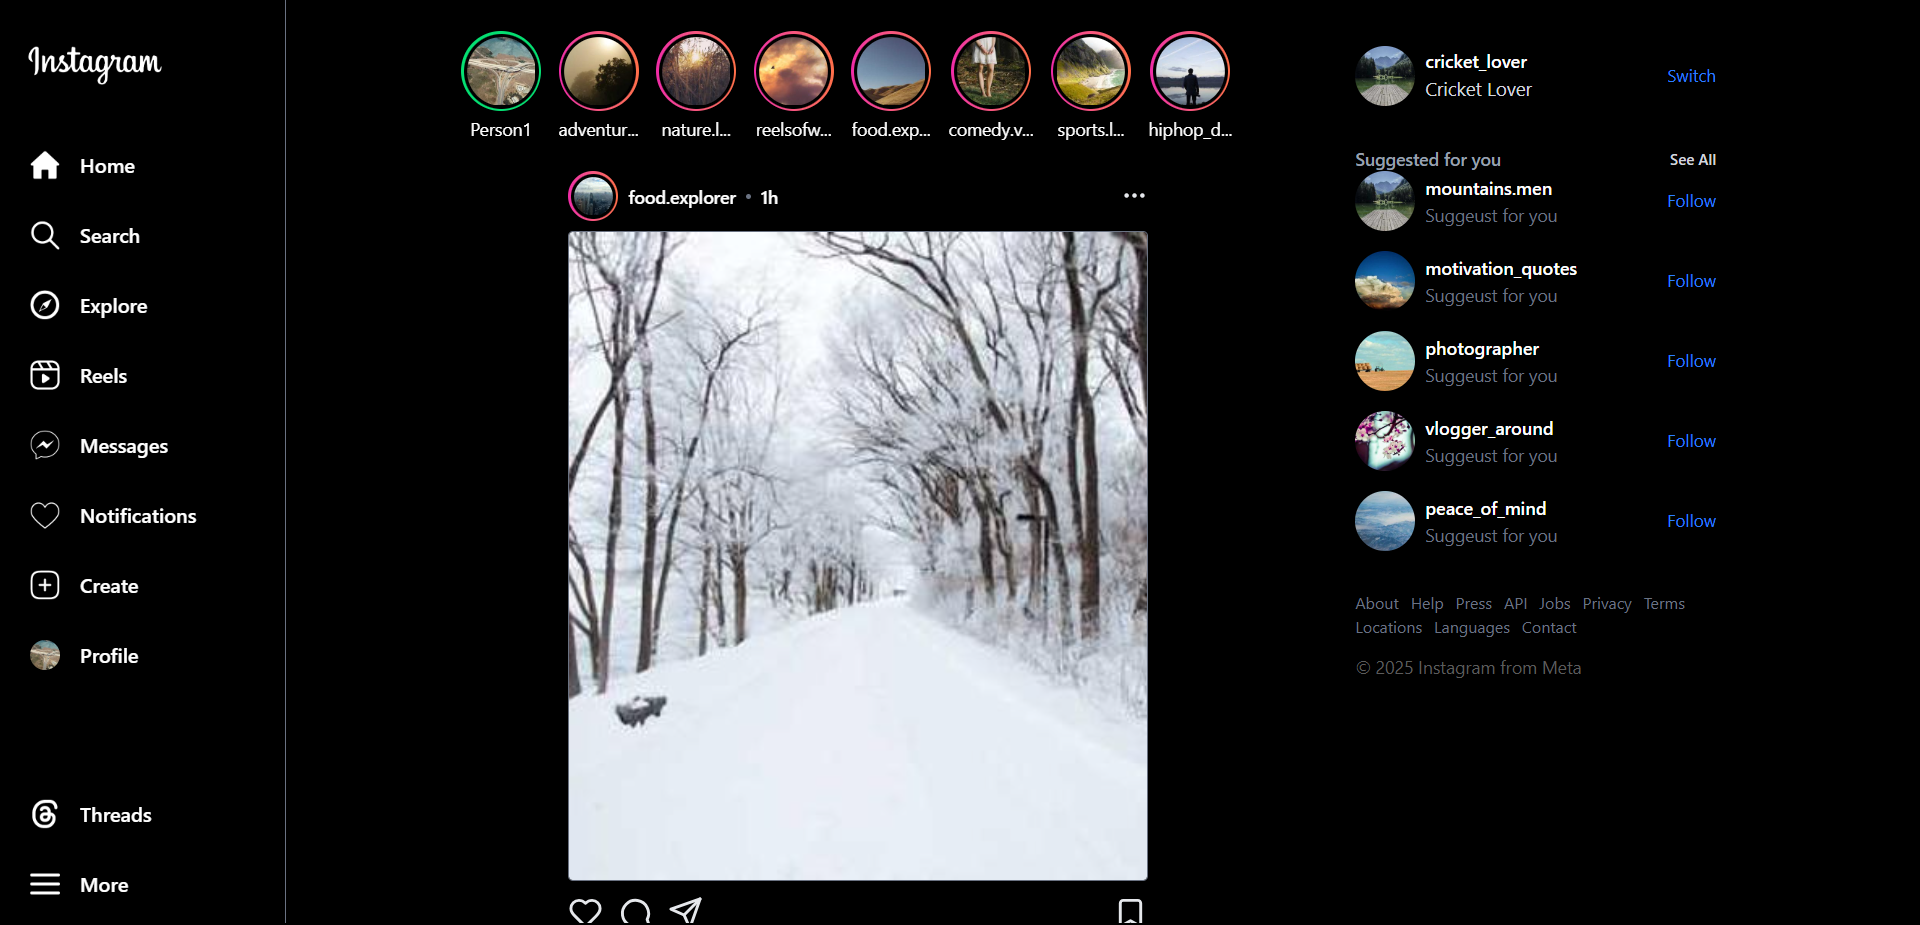 Instagram
Home
Search
Explore
Reels
Messages
Notifications
Create
Profile
Threads
More
Person1 adventur... nature.l... reelsofw... food.exp... comedy.v... sports.l... hiphop_d...
food.explorer • 1h
cricket_lover
Cricket Lover
Switch
Suggested for you See All
mountains.men
Suggeust for you
Follow
motivation_quotes
Suggeust for you
Follow
photographer
Suggeust for you
Follow
vlogger_around
Suggeust for you
Follow
peace_of_mind
Suggeust for you
Follow
About Help Press API Jobs Privacy Terms
Locations Languages Contact
© 2025 Instagram from Meta